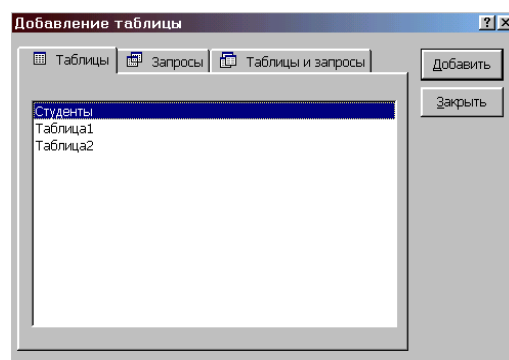 Добавление таблицы
Таблицы Запросы Таблицы и запросы
Добавить
Закрыть
Студенты
Таблица1
Таблица2